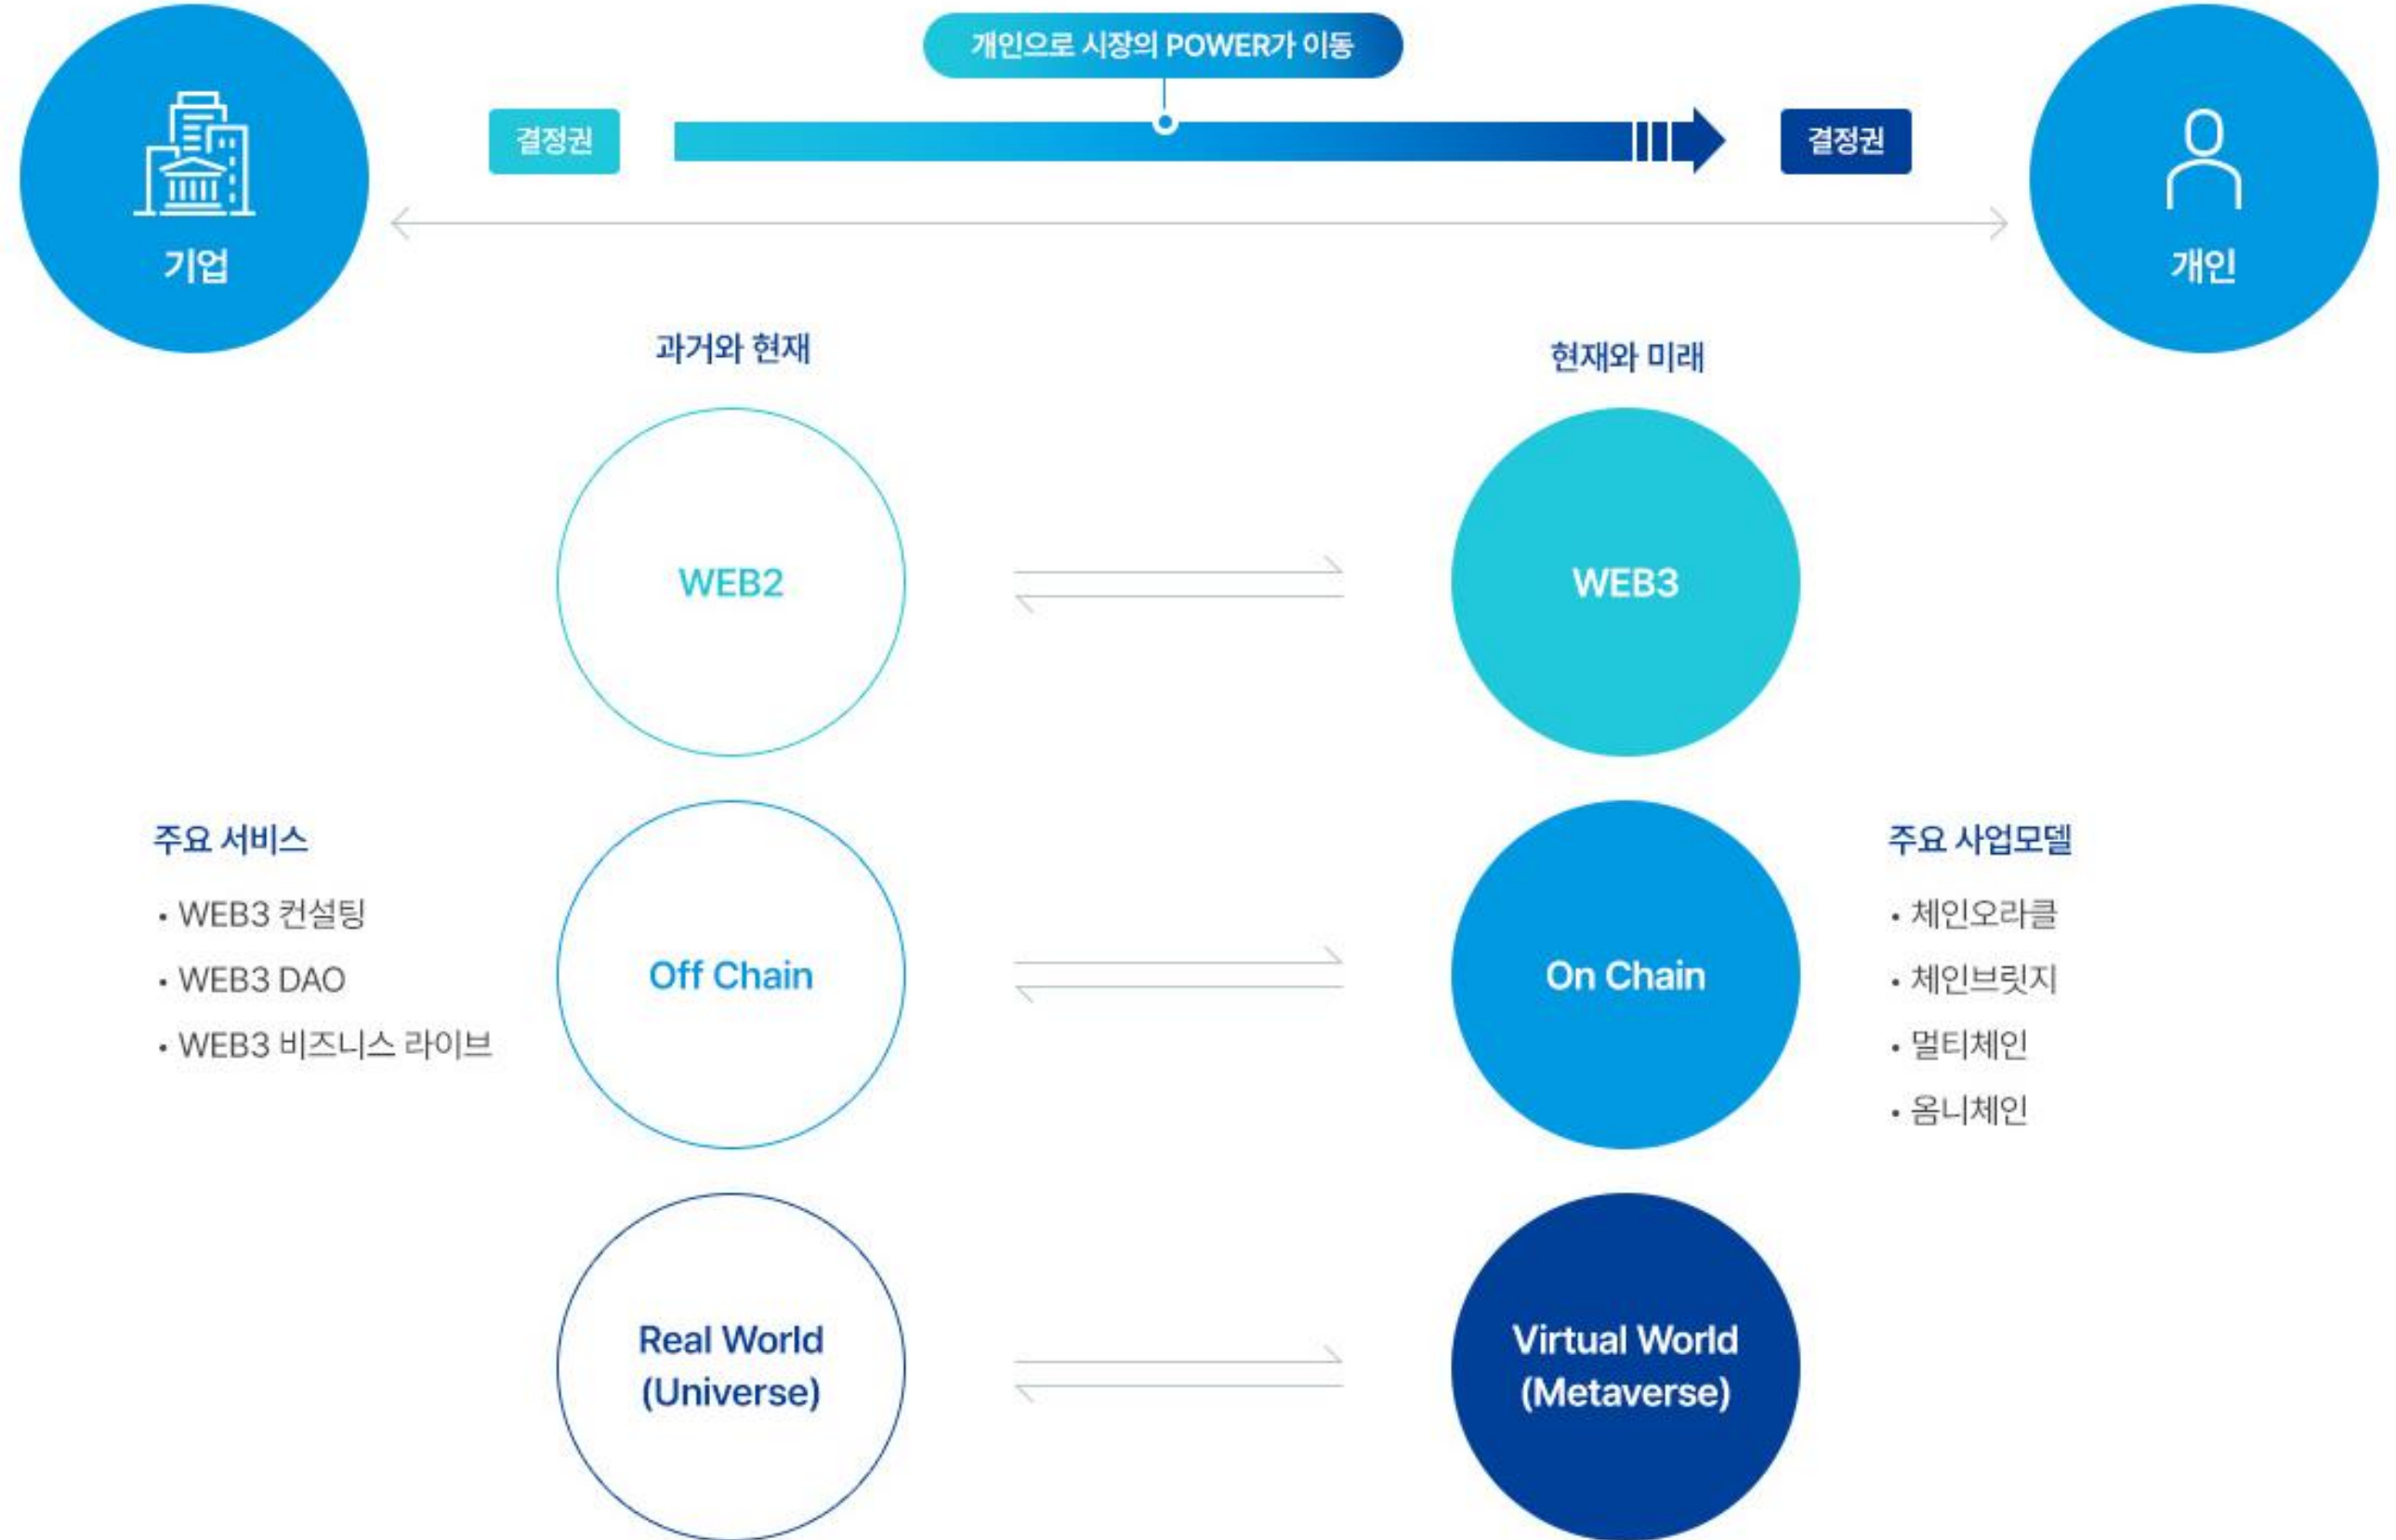 개인으로 시장의 POWER가 이동
결정권
결정권
기업
개인
과거와 현재
현재와 미래
WEB2
WEB3
주요 서비스
• WEB3 컨설팅
• WEB3 DAO
• WEB3 비즈니스 라이브
Off Chain
On Chain
주요 사업모델
• 체인오라클
• 체인브릿지
• 멀티체인
• 옴니체인
Real World
(Universe)
Virtual World
(Metaverse)